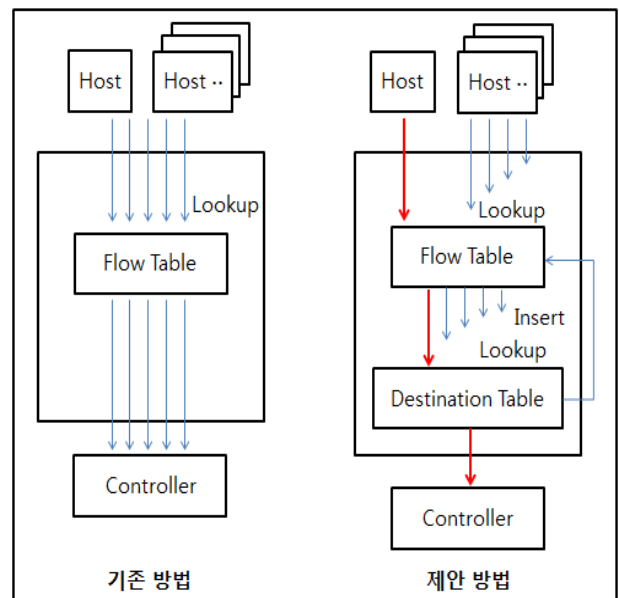 Host
Host ··
Lookup
Flow Table
Controller
기존 방법
Host
Host ··
Lookup
Flow Table
Insert
Lookup
Destination Table
Controller
제안 방법